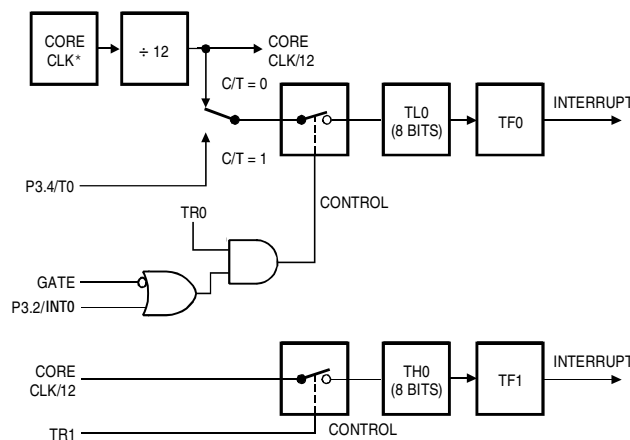 CORE
CLK*
÷ 12
CORE
CLK/12
C/T = 0
C/T = 1
TL0
(8 BITS)
TF0
INTERRUPT
P3.4/T0
TR0
CONTROL
GATE
P3.2/INT0
CORE
CLK/12
TH0
(8 BITS)
TF1
INTERRUPT
TR1
CONTROL